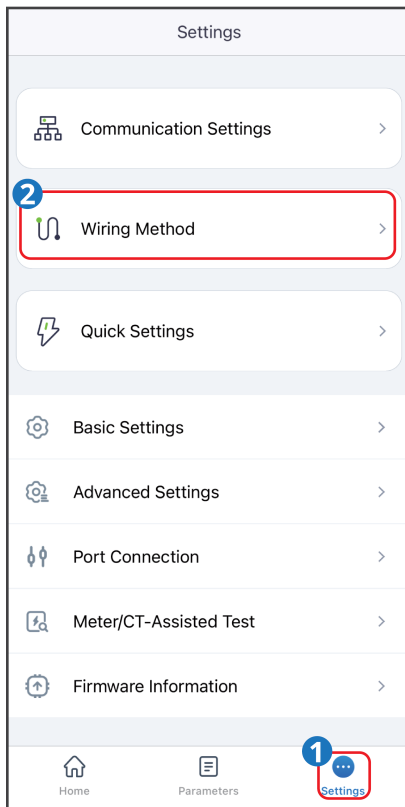 Settings
Communication Settings
2
Wiring Method
Quick Settings
Basic Settings
Advanced Settings
Port Connection
Meter/CT-Assisted Test
Firmware Information
1
Home
Parameters
Settings